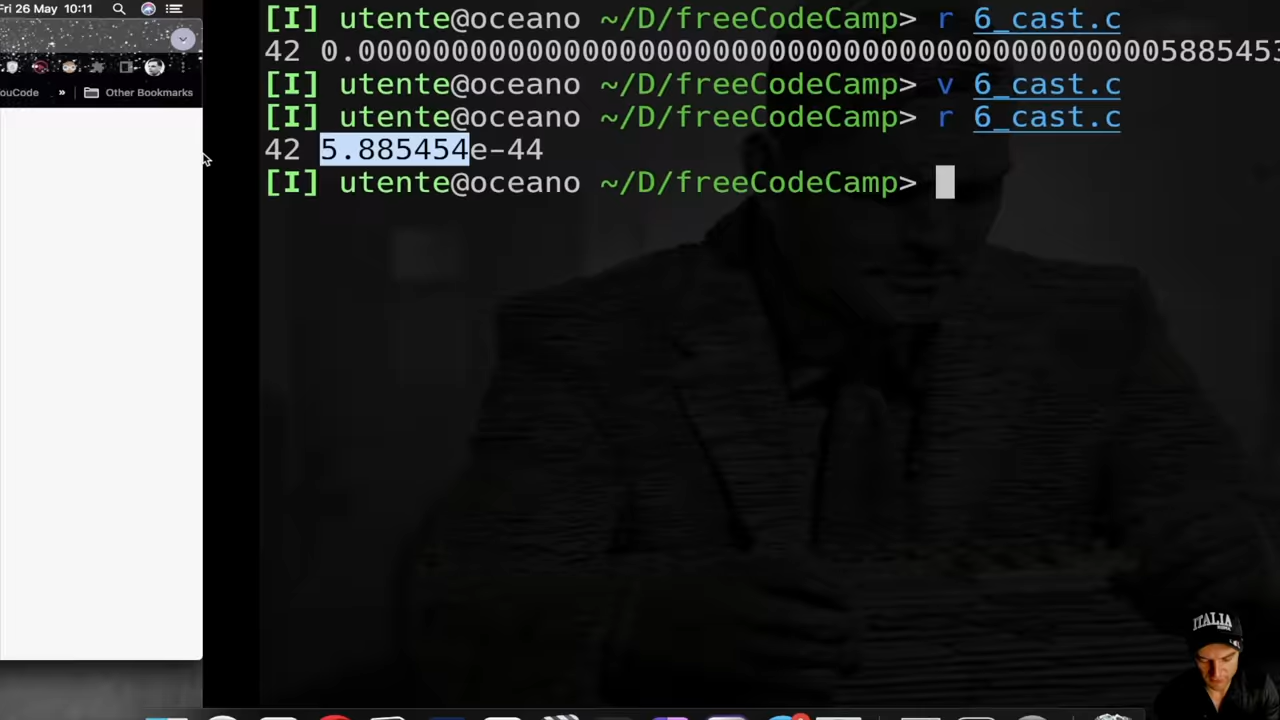 Fri 26 May 10:11
ouCode » Other Bookmarks
[I] utente@oceano ~/D/freeCodeCamp> r 6_cast.c
42 0.00000000000000000000000000000000000000000005885453
[I] utente@oceano ~/D/freeCodeCamp> v 6_cast.c
[I] utente@oceano ~/D/freeCodeCamp> r 6_cast.c
42 5.885454e-44
[I] utente@oceano ~/D/freeCodeCamp>
ITALIA